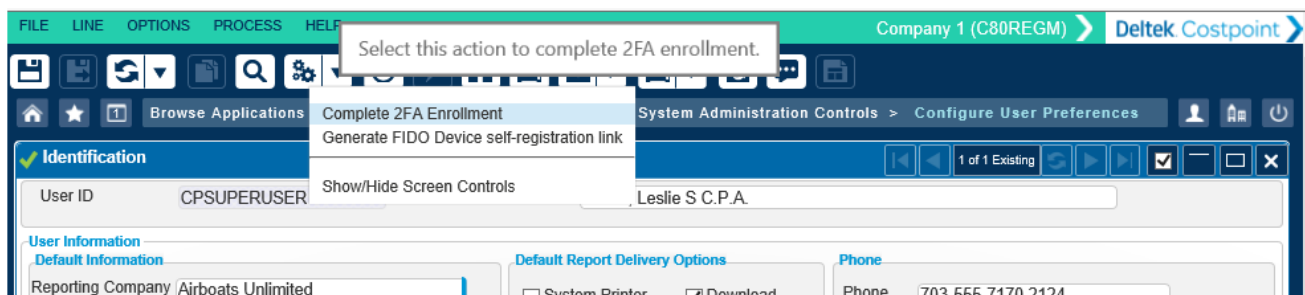 FILE LINE OPTIONS PROCESS HELP
Company 1 (C80REGM) Deltek Costpoint
Select this action to complete 2FA enrollment.
Browse Applications System Administration Controls > Configure User Preferences
Complete 2FA Enrollment
Generate FIDO Device self-registration link
Show/Hide Screen Controls
Identification 1 of 1 Existing
User ID CPSUPERUSER Leslie S C.P.A.
User Information
Default Information Default Report Delivery Options Phone
Reporting Company Airboats Unlimited System Printer Download Phone 703-555-7170 2124